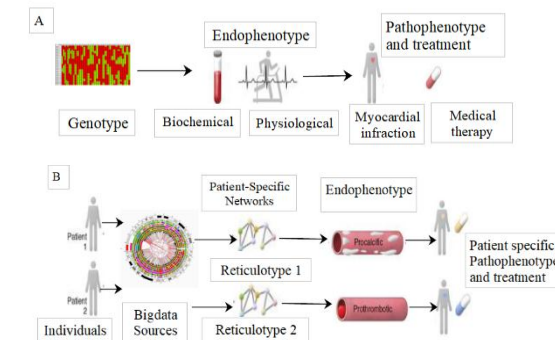 A
Endophenotype
Pathophenotype
and treatment
Genotype
Biochemical
Physiological
Myocardial
infraction
Medical
therapy
B
Patient-Specific
Networks
Endophenotype
Patient
1
Procalcific
Reticulotype 1
Patient specific
Pathophenotype
and treatment
Patient
2
Prothrombotic
Individuals
Bigdata
Sources
Reticulotype 2